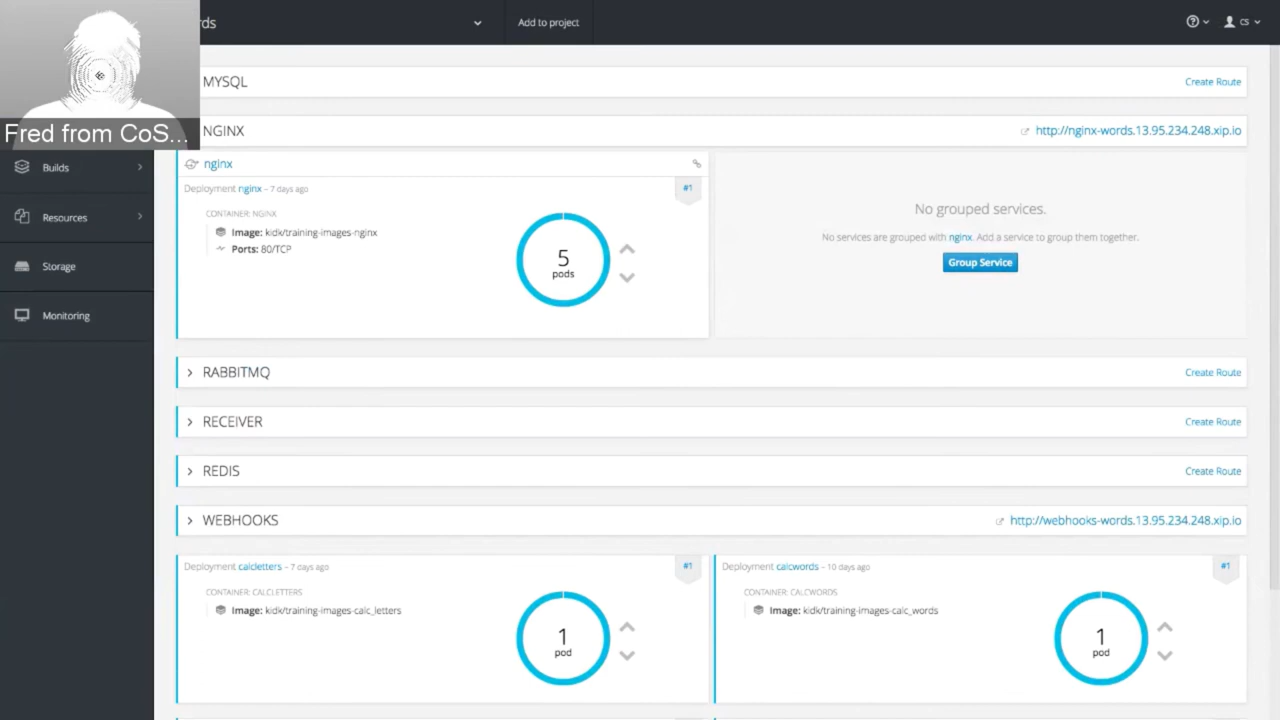 rds
Add to project
CS
Fred from CoS...
MYSQL
Create Route
NGINX
http://nginx-words.13.95.234.248.xip.io
Builds
Resources
Storage
Monitoring
nginx
Deployment nginx – 7 days ago
#1
CONTAINER: NGINX
Image: kidk/training-images-nginx
Ports: 80/TCP
5
pods
No grouped services.
No services are grouped with nginx. Add a service to group them together.
Group Service
RABBITMQ
Create Route
RECEIVER
Create Route
REDIS
Create Route
WEBHOOKS
http://webhooks-words.13.95.234.248.xip.io
Deployment calcletters – 7 days ago
#1
CONTAINER: CALCLETTERS
Image: kidk/training-images-calc_letters
1
pod
Deployment calcwords – 10 days ago
#1
CONTAINER: CALCWORDS
Image: kidk/training-images-calc_words
1
pod